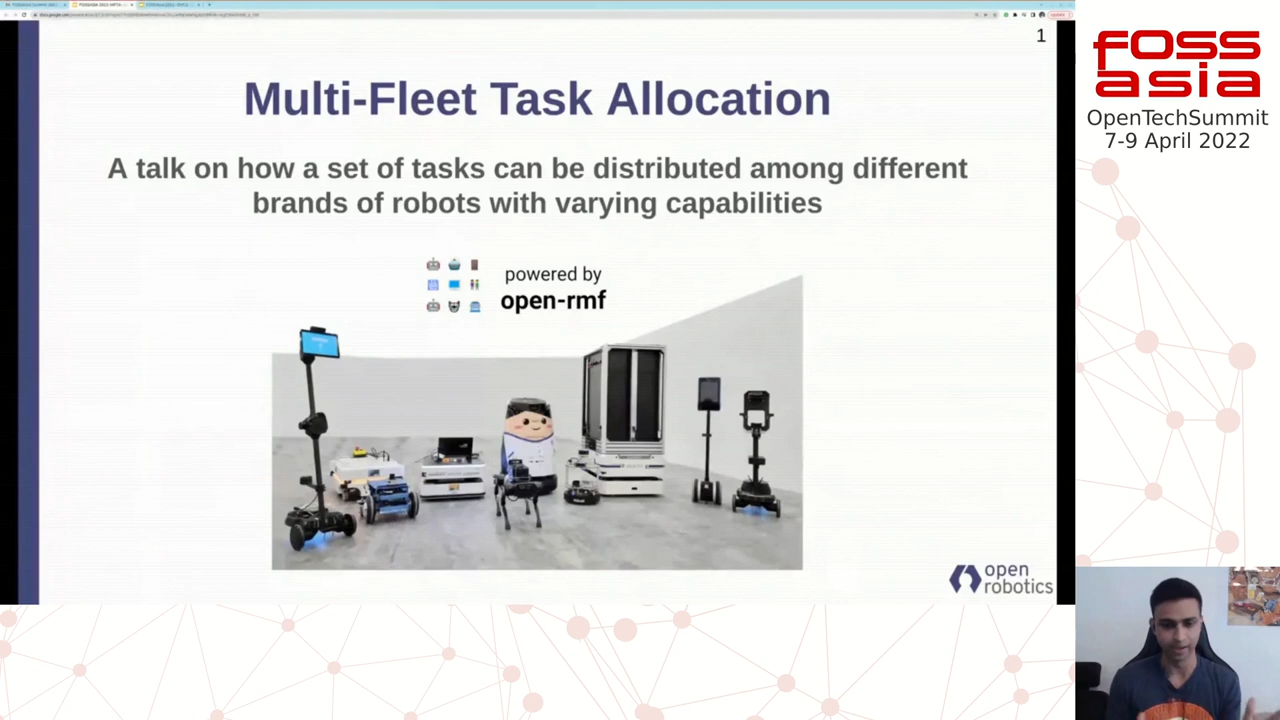 1
Multi-Fleet Task Allocation
A talk on how a set of tasks can be distributed among different
brands of robots with varying capabilities
powered by
open-rmf
open
robotics
FOSS
asia
OpenTechSummit
7-9 April 2022